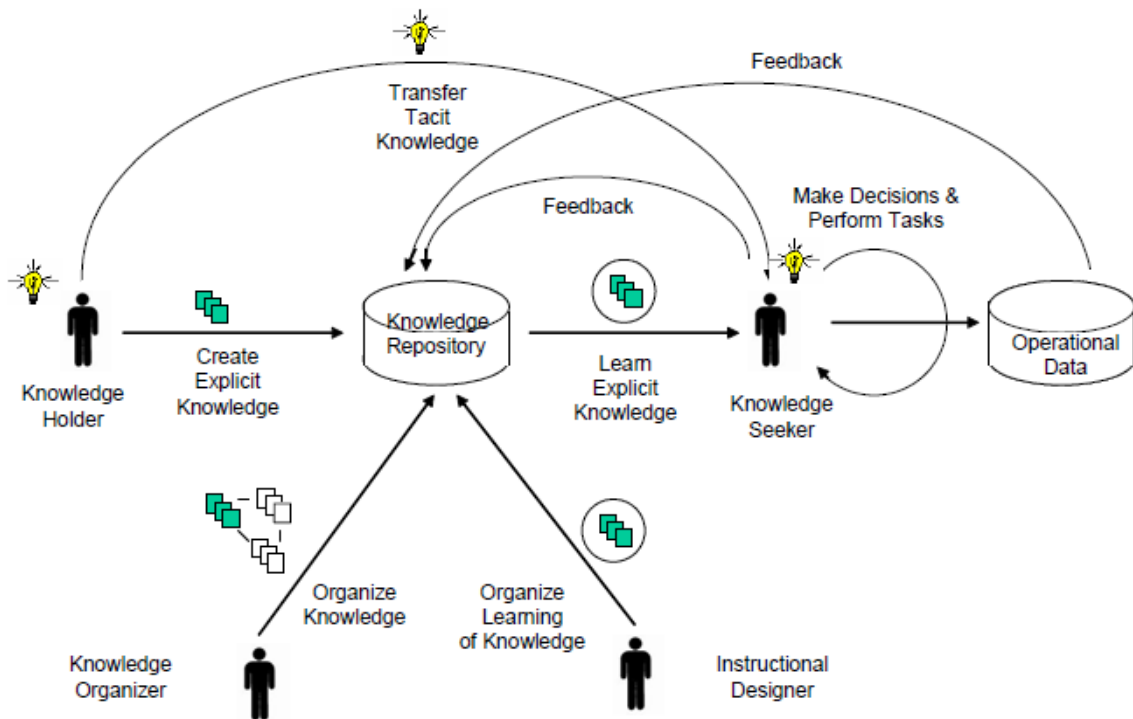 Feedback
Transfer
Tacit
Knowledge
Make Decisions &
Perform Tasks
Feedback
Knowledge
Repository
Operational
Data
Create
Explicit
Knowledge
Learn
Explicit
Knowledge
Knowledge
Holder
Knowledge
Seeker
Organize
Knowledge
Organize
Learning
of Knowledge
Knowledge
Organizer
Instructional
Designer